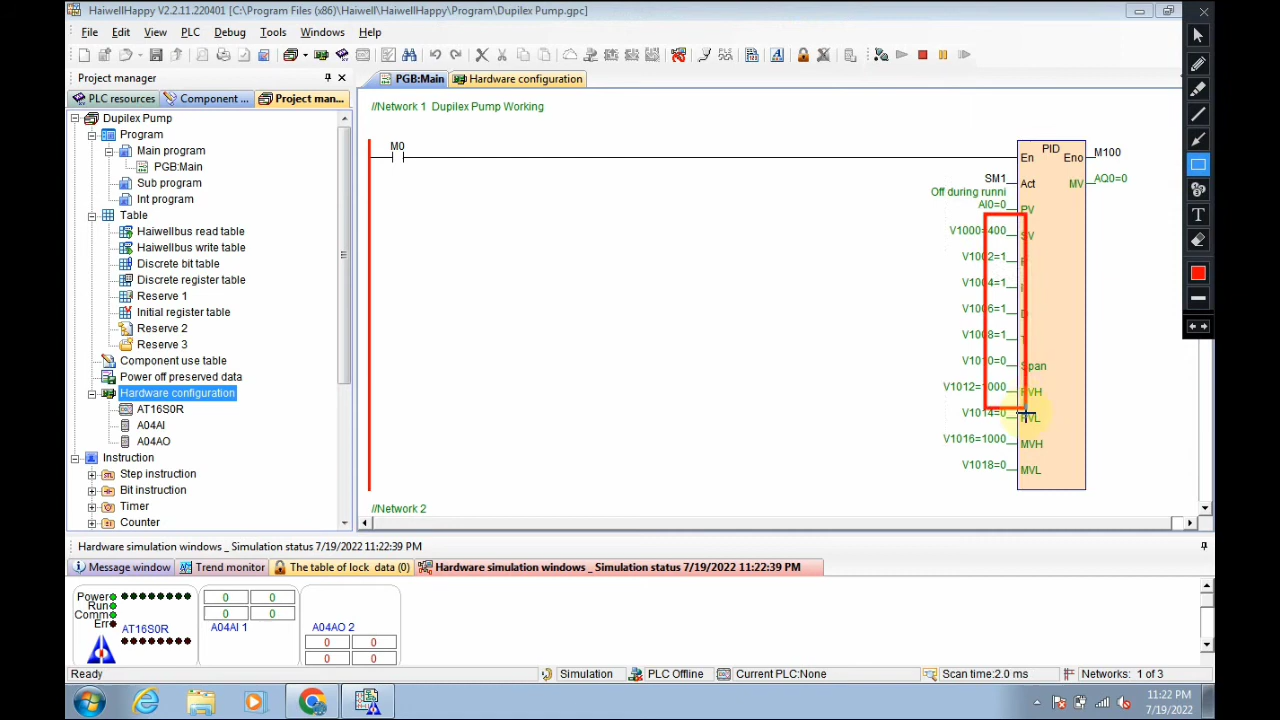 HaiwellHappy V2.2.11.220401 [C:\Program Files (x86)\Haiwell\HaiwellHappy\Program\Dupilex Pump.gpc]
File Edit View PLC Debug Tools Windows Help
Project manager
PLC resources Component ... Project man...
PGB:Main Hardware configuration
Dupilex Pump
Program
Main program
PGB:Main
Sub program
Int program
Table
Haiwellbus read table
Haiwellbus write table
Discrete bit table
Discrete register table
Reserve 1
Initial register table
Reserve 2
Reserve 3
Component use table
Power off preserved data
Hardware configuration
AT16S0R
A04AI
A04AO
Instruction
Step instruction
Bit instruction
Timer
Counter
//Network 1 Dupilex Pump Working
M0
PID
En Eno M100
SM1 Act MV AQ0=0
Off during runni
AI0=0 PV
V1000=400 SV
V1002=1
V1004=1
V1006=1
V1008=1
V1010=0 Span
V1012=1000 PVH
V1014=0 PVL
V1016=1000 MVH
V1018=0 MVL
//Network 2
Hardware simulation windows _ Simulation status 7/19/2022 11:22:39 PM
Message window Trend monitor The table of lock data (0) Hardware simulation windows _ Simulation status 7/19/2022 11:22:39 PM
Power
Run
Comm
Err
AT16S0R
0 0
0 0
A04AI 1
A04AO 2
0 0
0 0
Ready Simulation PLC Offline Current PLC:None Scan time:2.0 ms Networks: 1 of 3
11:22 PM
7/19/2022
T